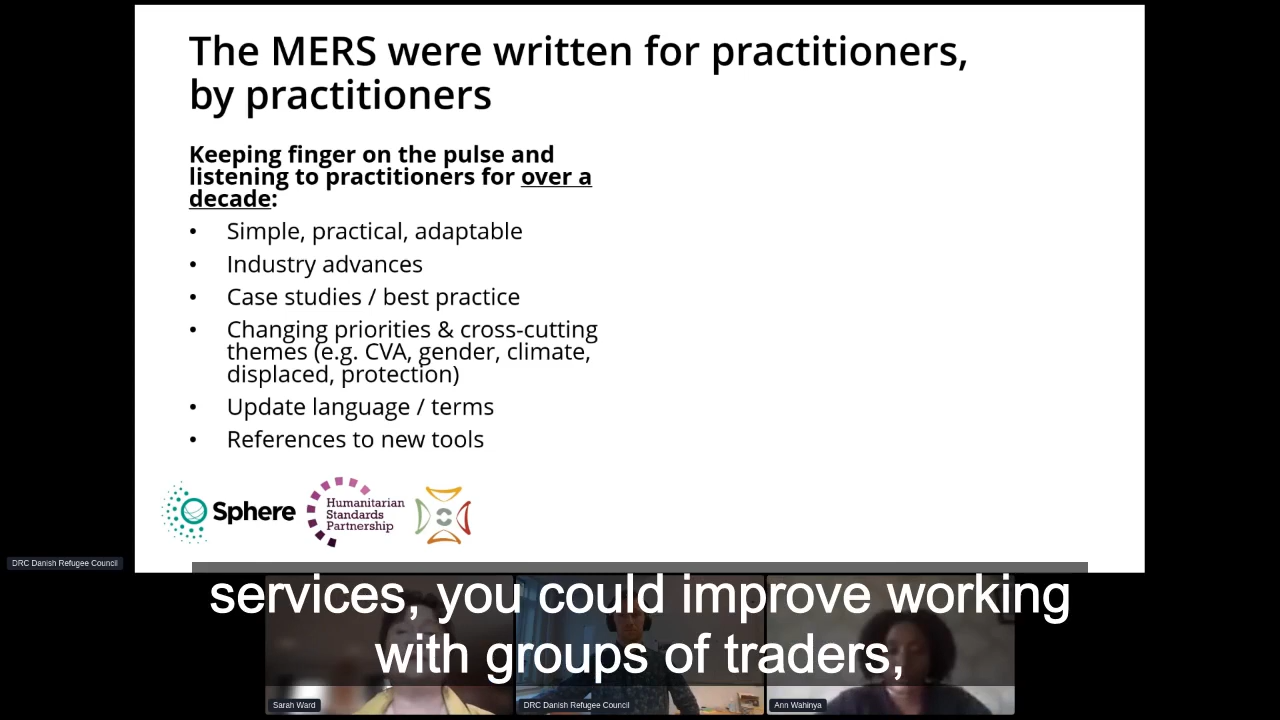 The MERS were written for practitioners,
by practitioners
Keeping finger on the pulse and
listening to practitioners for over a
decade:
• Simple, practical, adaptable
• Industry advances
• Case studies / best practice
• Changing priorities & cross-cutting
themes (e.g. CVA, gender, climate,
displaced, protection)
• Update language / terms
• References to new tools
Sphere
Humanitarian
Standards
Partnership
DRC Danish Refugee Council
services, you could improve working
with groups of traders,
Sarah Ward
DRC Danish Refugee Council
Ann Wahinya